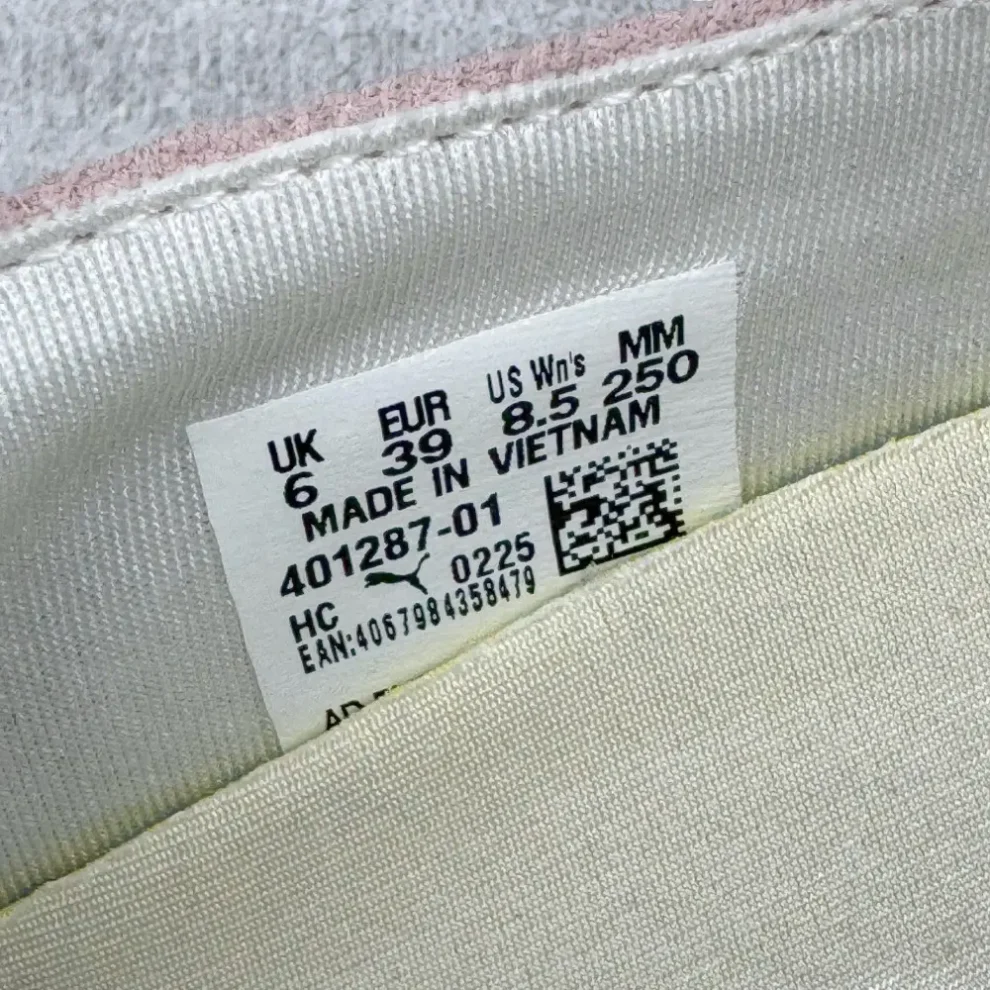 UK EUR US Wn's MM
6 39 8.5 250
MADE IN VIETNAM
401287-01
HC 0225
EAN:4067984358479